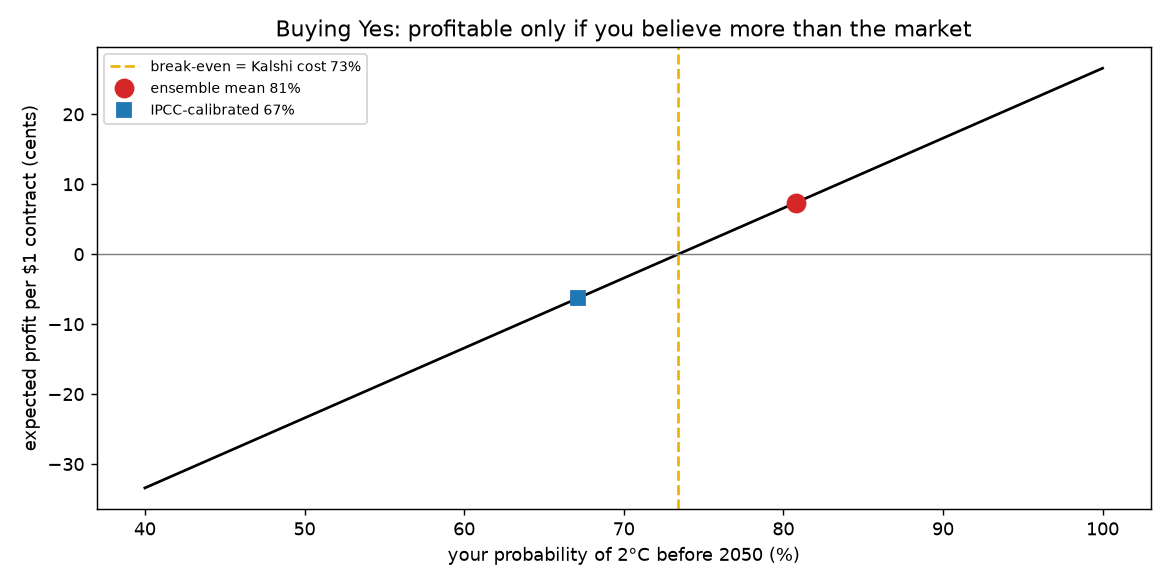 Buying Yes: profitable only if you believe more than the market
break-even = Kalshi cost 73%
ensemble mean 81%
IPCC-calibrated 67%
expected profit per $1 contract (cents)
20
10
0
−10
−20
−30
40
50
60
70
80
90
100
your probability of 2°C before 2050 (%)